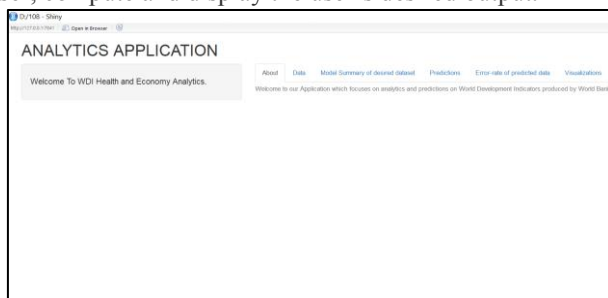 ser, compute and display the user's desired output.
D:/108 - Shiny
Open in Browser
ANALYTICS APPLICATION
Welcome To WDI Health and Economy Analytics.
About Data Model Summary of desired dataset Predictions Error-rate of predicted data Visualizations
Welcome to our Application which focuses on analytics and predictions on World Development Indicators produced by World Ban